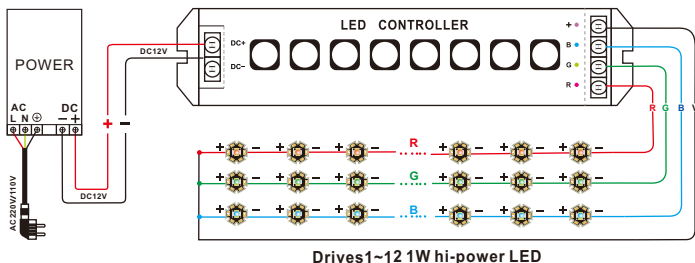 LED CONTROLLER
POWER
AC DC
L N ⏚ − +
AC 220V/110V
DC12V
+ −
DC12V
DC+
DC−
+
B
G
R
R G B V
+ − + − + − ...... R ...... + − + − + −
+ − + − + − ...... G ...... + − + − + −
+ − + − + − ...... B ...... + − + − + −
Drives1~12 1W hi-power LED